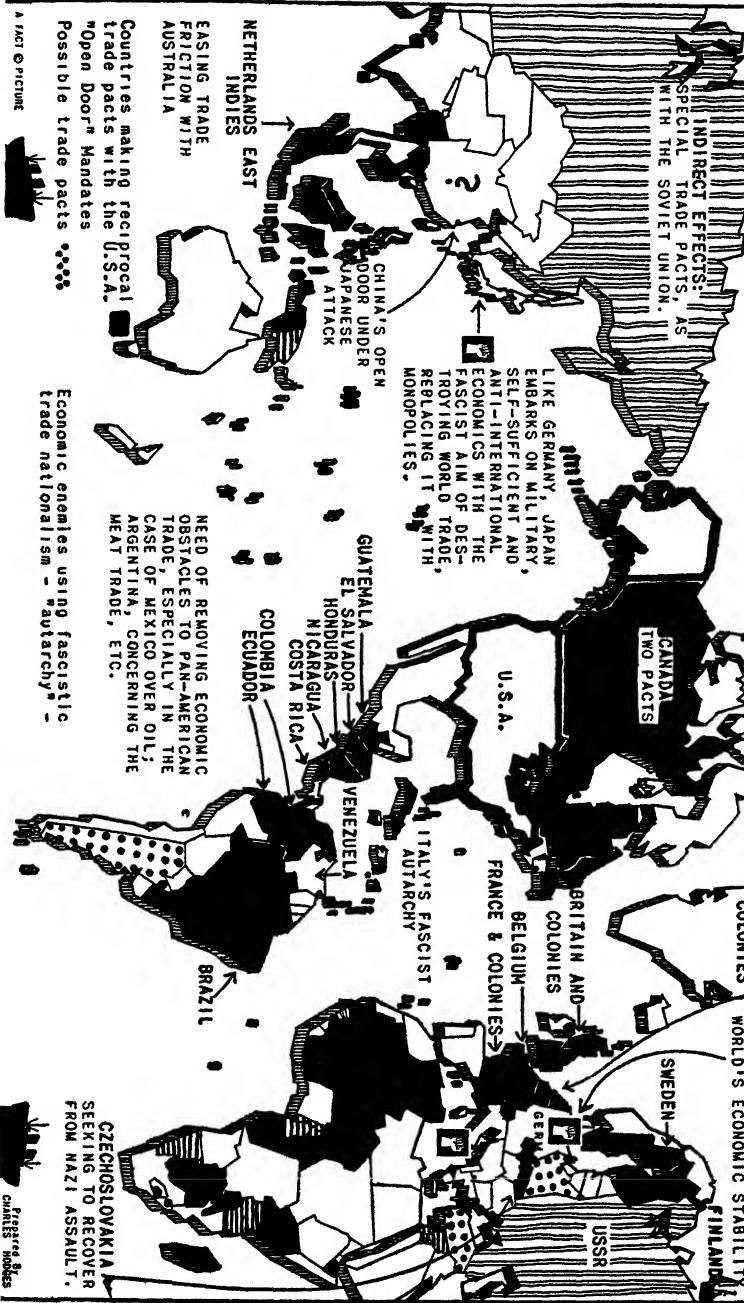 INDIRECT EFFECTS:
SPECIAL TRADE PACTS, AS
WITH THE SOVIET UNION.
COLONIES
WORLD'S ECONOMIC STABILITY
FINLAND
SWEDEN
CANADA
TWO PACTS
U.S.A.
BRITAIN AND
COLONIES
BELGIUM
FRANCE & COLONIES
GER
USSR
ITALY'S FASCIST
AUTARCHY
?
LIKE GERMANY, JAPAN
EMBARKS ON MILITARY,
SELF-SUFFICIENT AND
ANTI-INTERNATIONAL
ECONOMICS WITH THE
FASCIST AIM OF DES-
TROYING WORLD TRADE,
REPLACING IT WITH
MONOPOLIES.
CHINA'S OPEN
DOOR UNDER
JAPANESE
ATTACK
NETHERLANDS EAST
INDIES
EASING TRADE
FRICTION WITH
AUSTRALIA
GUATEMALA
EL SALVADOR
HONDURAS
NICARAGUA
COSTA RICA
COLOMBIA
ECUADOR
VENEZUELA
BRAZIL
NEED OF REMOVING ECONOMIC
OBSTACLES TO PAN-AMERICAN
TRADE, ESPECIALLY IN THE
CASE OF MEXICO OVER OIL;
ARGENTINA, CONCERNING THE
MEAT TRADE, ETC.
CZECHOSLOVAKIA
SEEKING TO RECOVER
FROM NAZI ASSAULT.
Countries making reciprocal
trade pacts with the U.S.A.
"Open Door" Mandates
Possible trade pacts
Economic enemies using fascistic
trade nationalism - "autarchy" -
A FACT © PICTURE
Prepared By
CHARLES HODGES